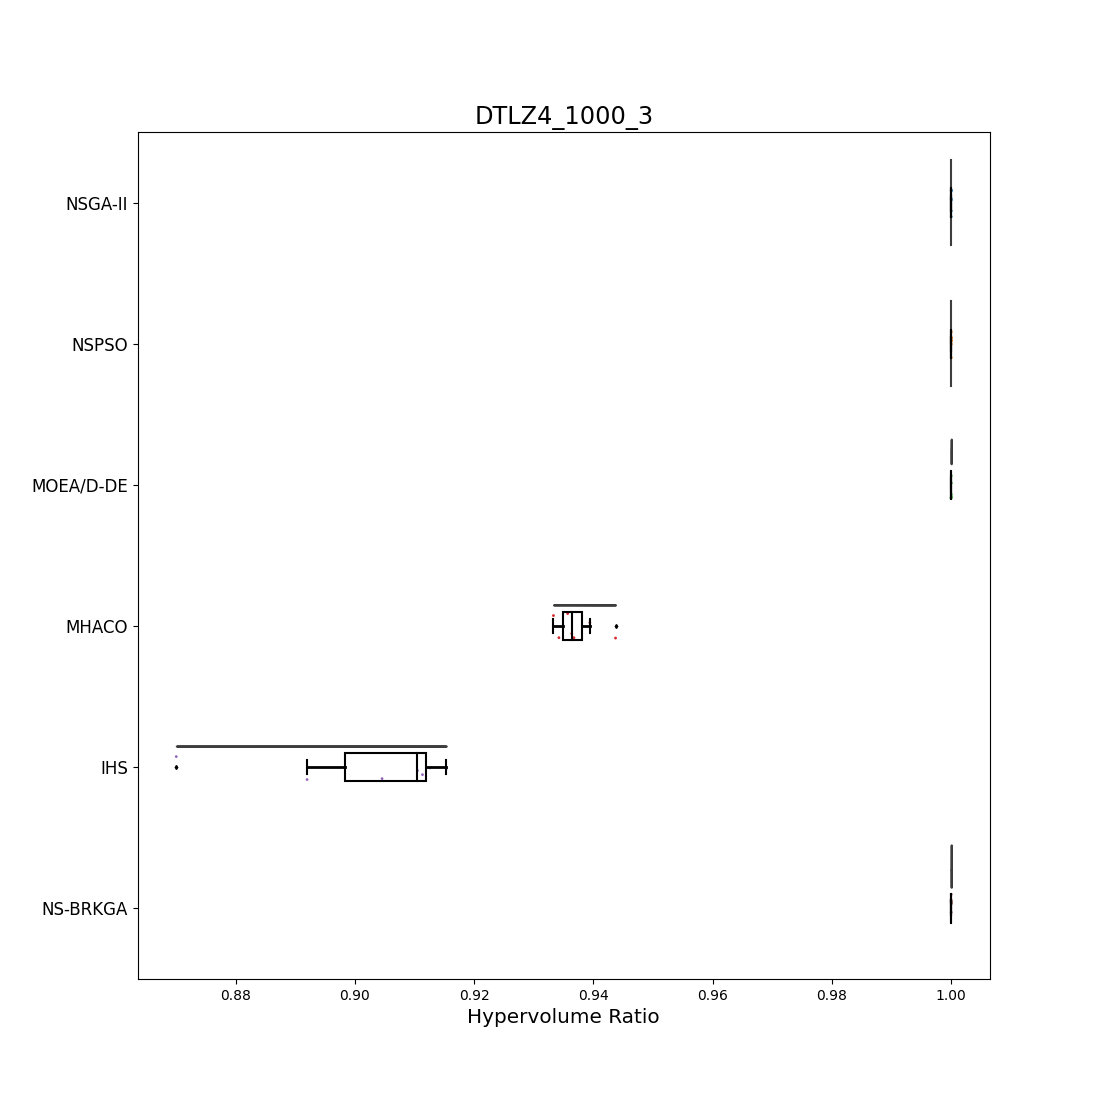 DTLZ4_1000_3
NSGA-II
NSPSO
MOEA/D-DE
MHACO
IHS
NS-BRKGA
0.88 0.90 0.92 0.94 0.96 0.98 1.00
Hypervolume Ratio